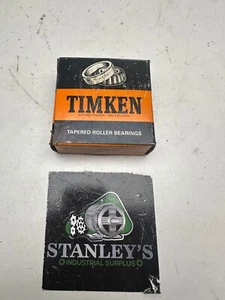 TIMKEN
TAPERED ROLLER BEARINGS
STANLEY'S
INDUSTRIAL SURPLUS